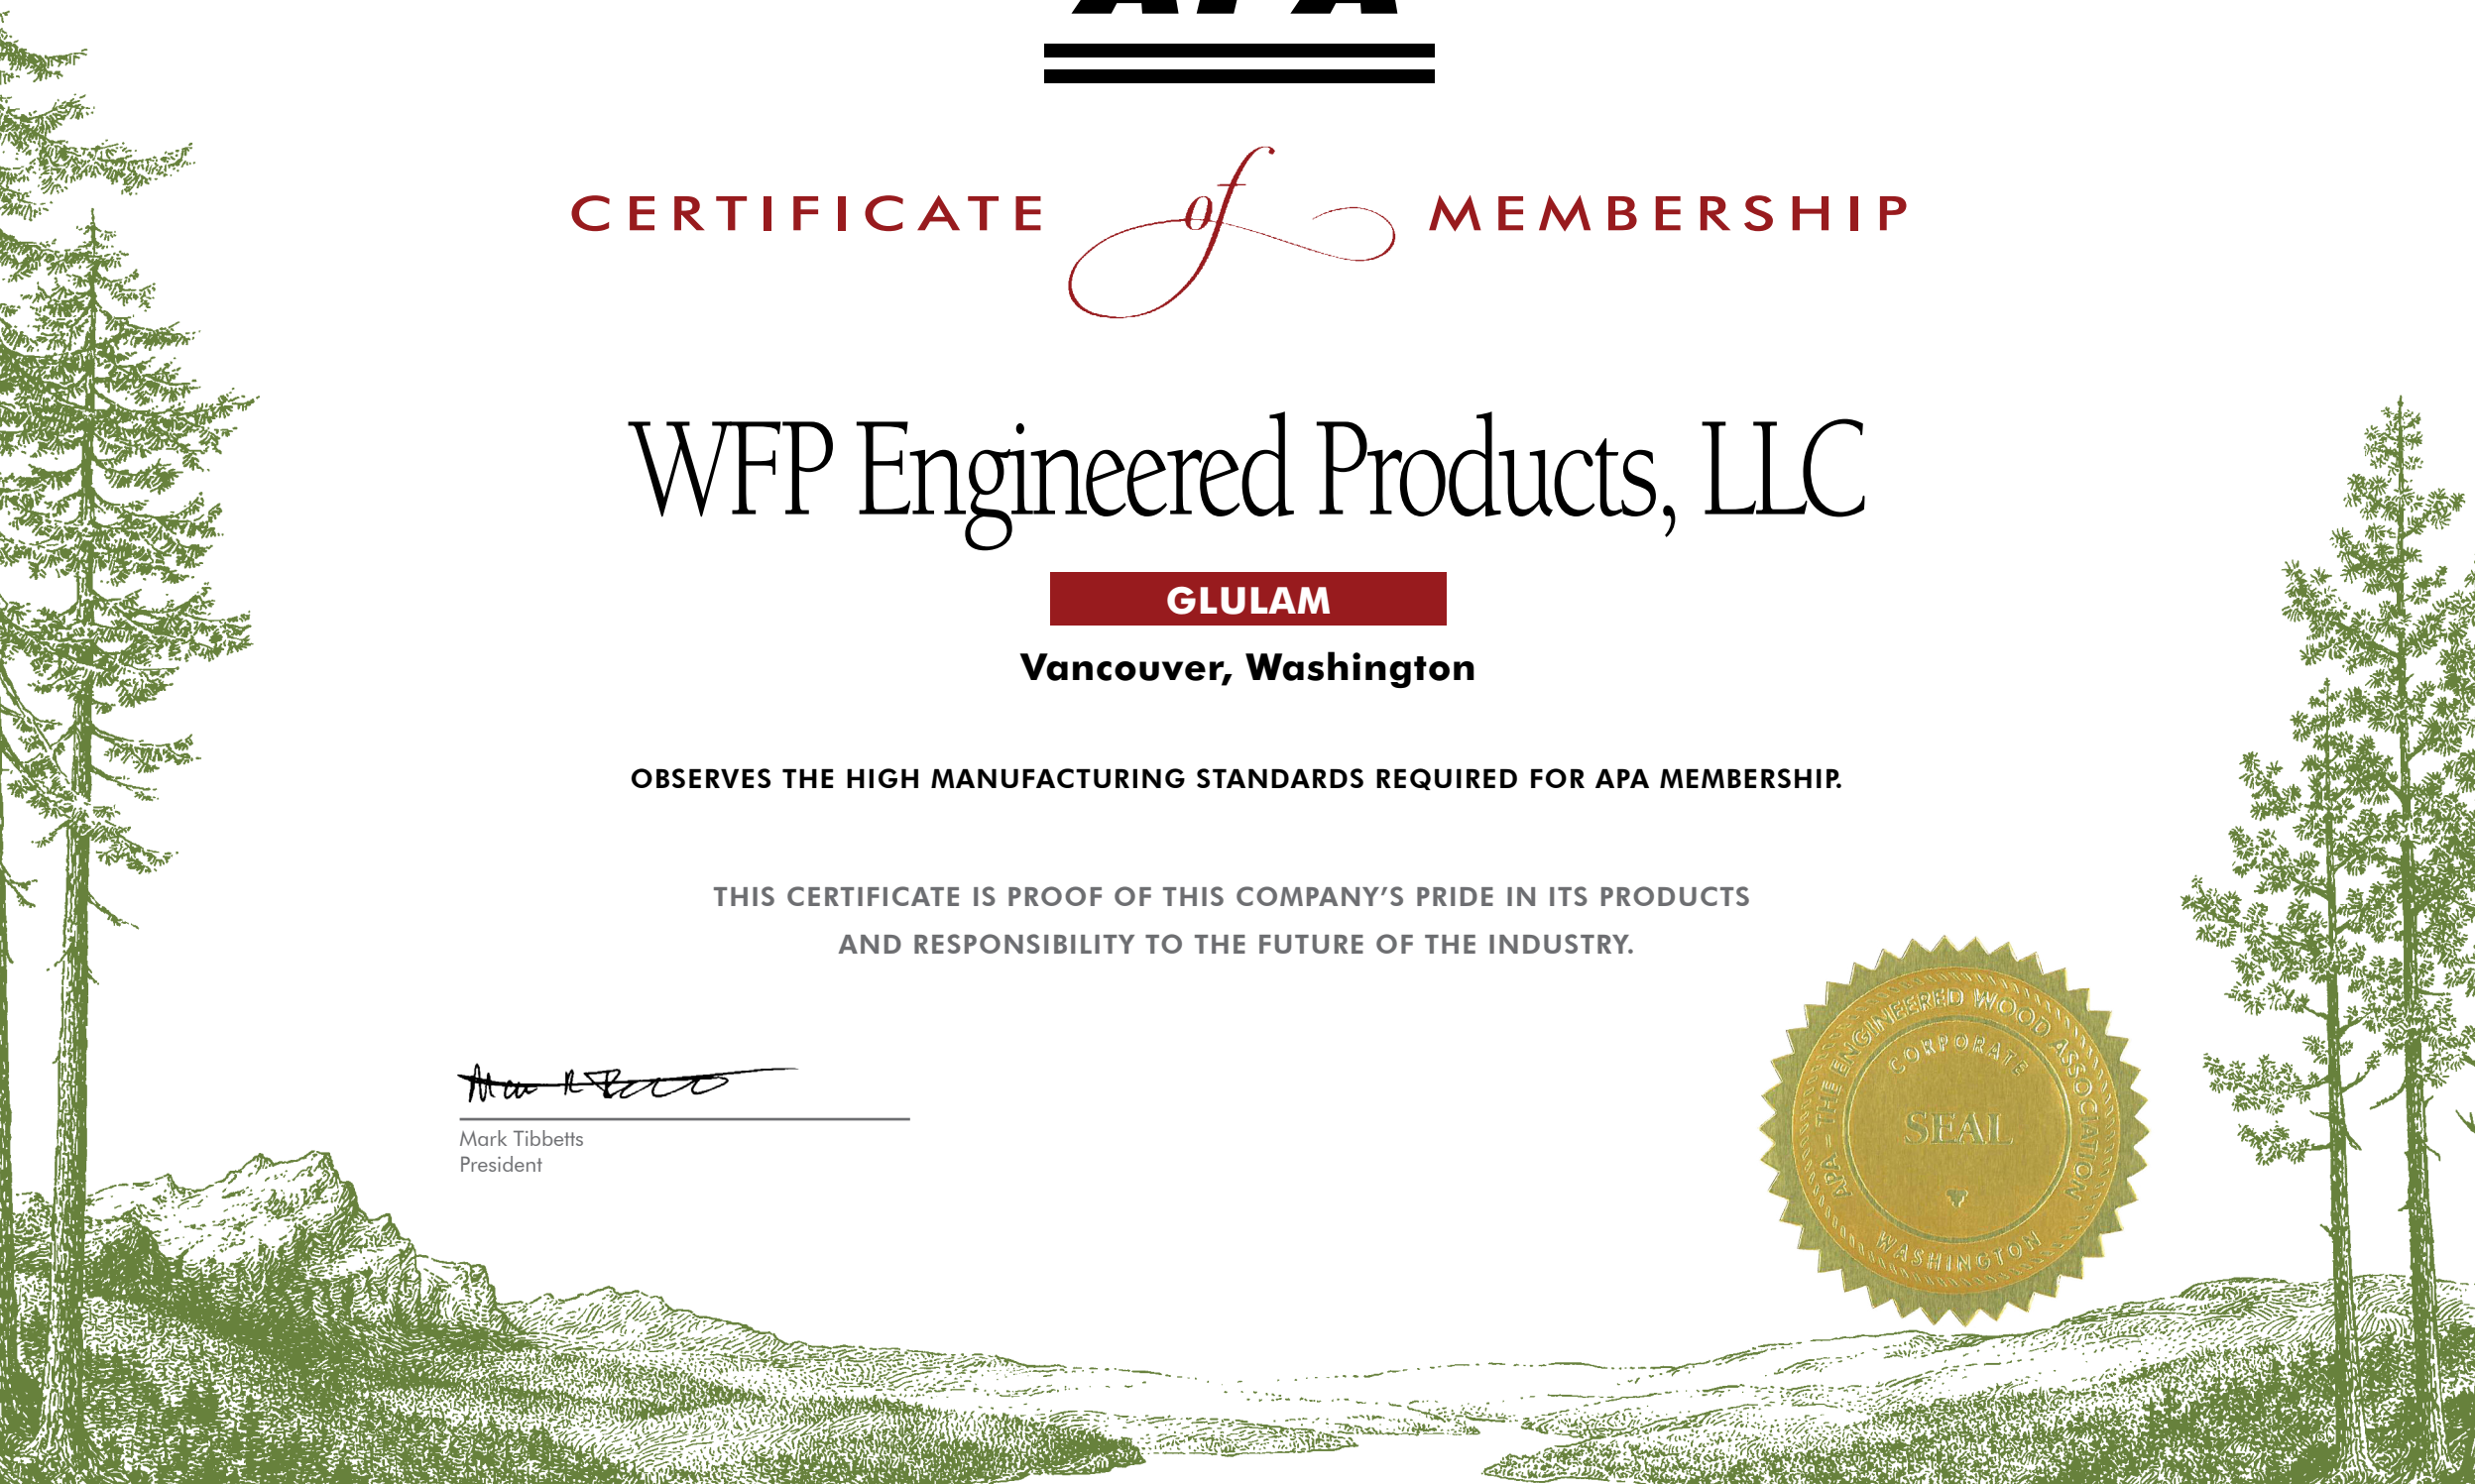 APA
CERTIFICATE of MEMBERSHIP
WFP Engineered Products, LLC
GLULAM
Vancouver, Washington
OBSERVES THE HIGH MANUFACTURING STANDARDS REQUIRED FOR APA MEMBERSHIP.
THIS CERTIFICATE IS PROOF OF THIS COMPANY’S PRIDE IN ITS PRODUCTS
AND RESPONSIBILITY TO THE FUTURE OF THE INDUSTRY.
Mark Tibbetts
President
APA – THE ENGINEERED WOOD ASSOCIATION
CORPORATE
SEAL
WASHINGTON